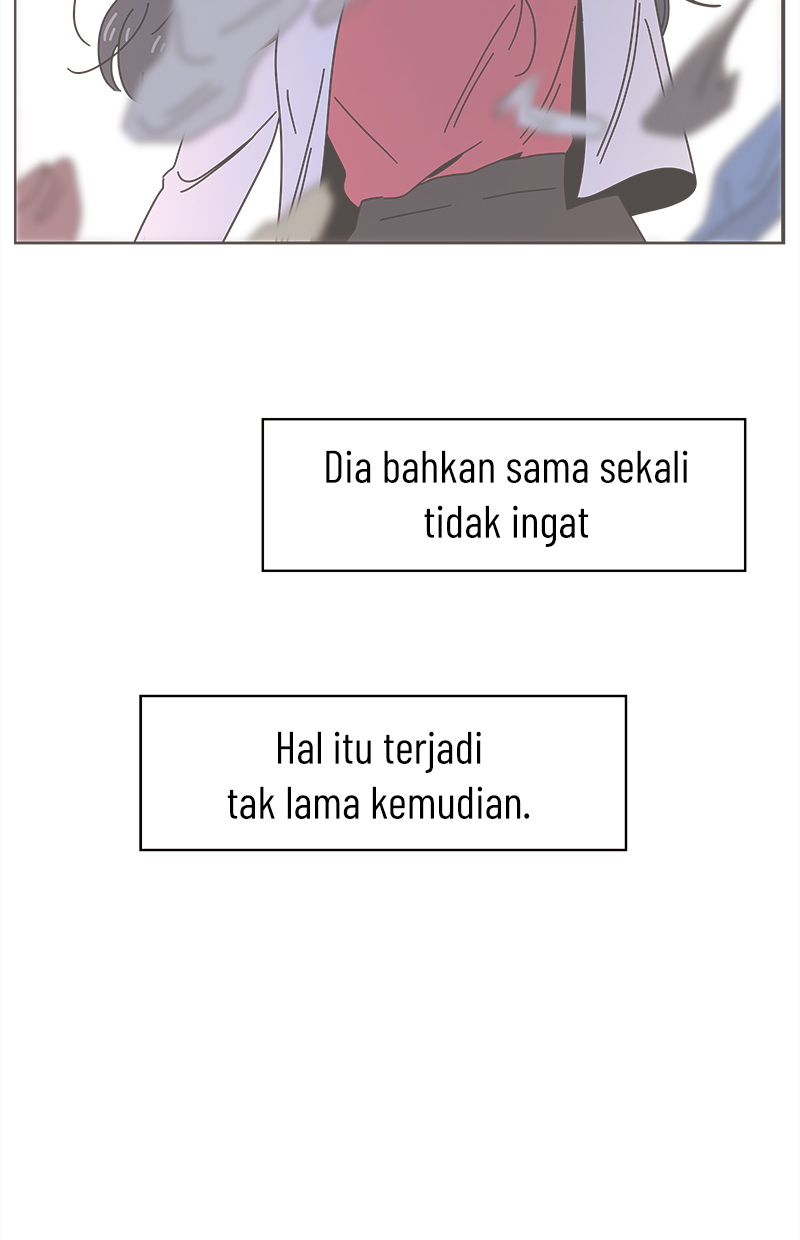 Dia bahkan sama sekali
tidak ingat
Hal itu terjadi
tak lama kemudian.